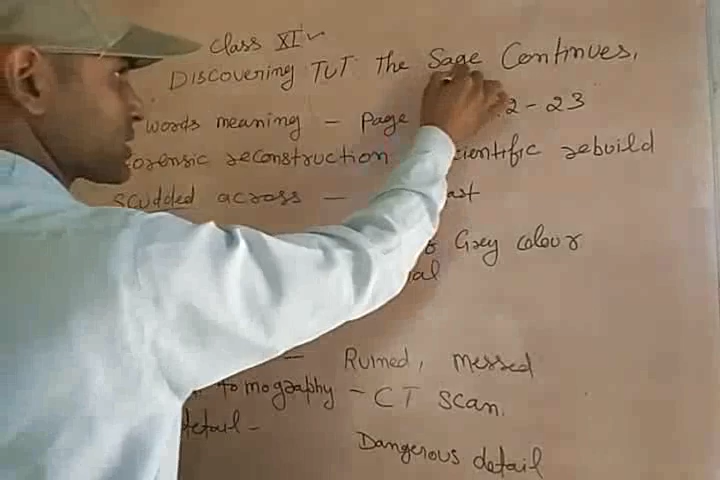 Class XI
Discovering TuT The Sage Continues,
words meaning - Page 2-23
forensic reconstruction scientific rebuild
scudded across -
Grey colour
- Ruined, messed
tomography - CT Scan.
detail -
Dangerous detail